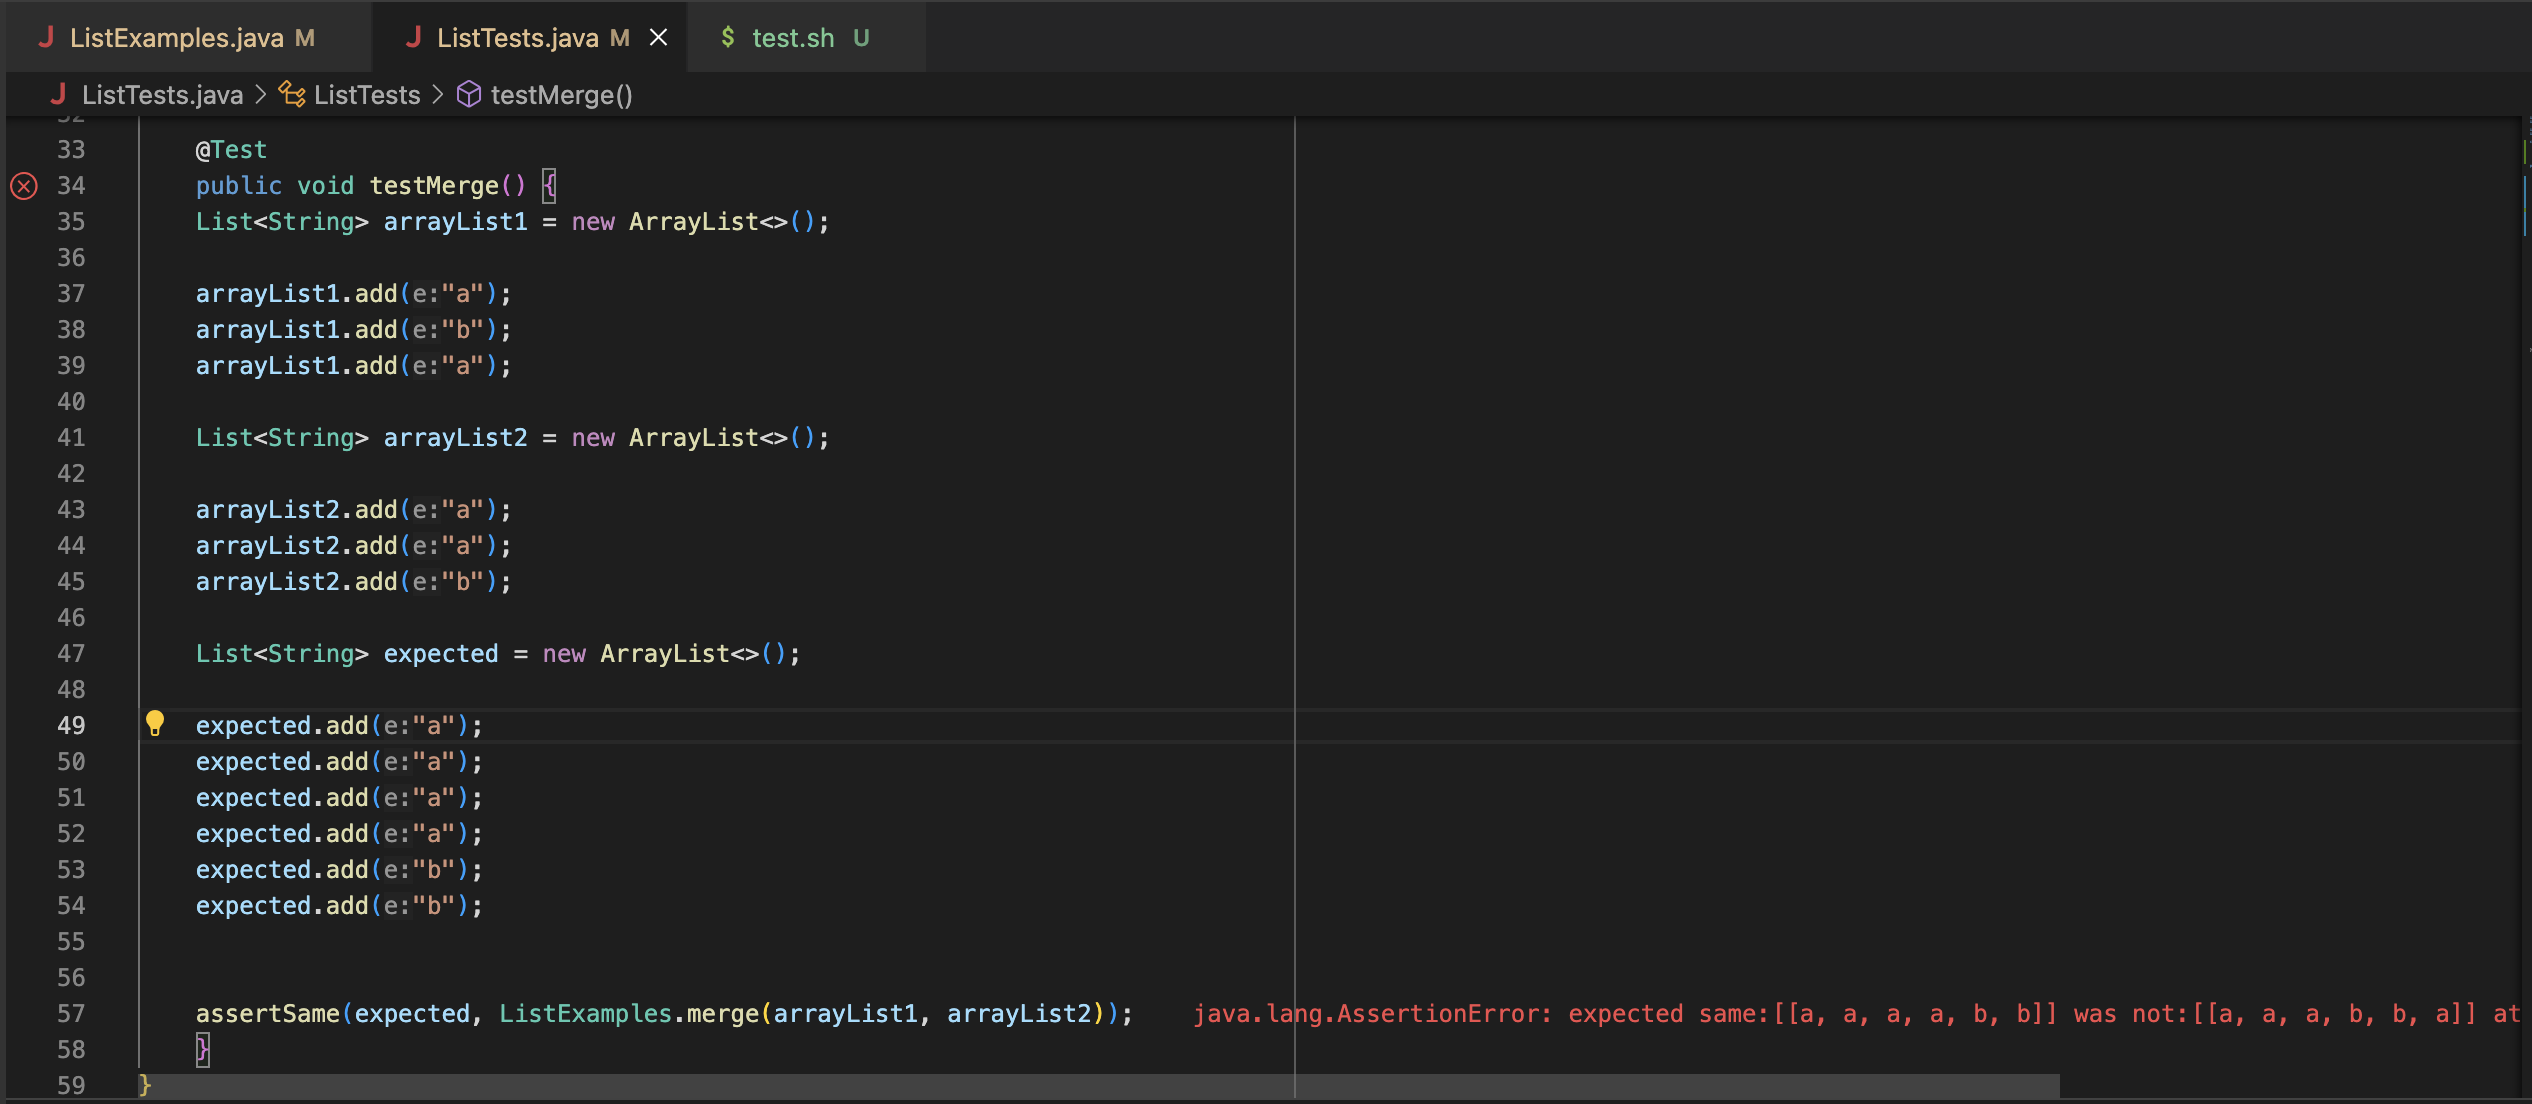 ListExamples.java M ListTests.java M test.sh U
ListTests.java > ListTests > testMerge()
32
33 @Test
34 public void testMerge() {
35 List<String> arrayList1 = new ArrayList<>();
36
37 arrayList1.add(e:"a");
38 arrayList1.add(e:"b");
39 arrayList1.add(e:"a");
40
41 List<String> arrayList2 = new ArrayList<>();
42
43 arrayList2.add(e:"a");
44 arrayList2.add(e:"a");
45 arrayList2.add(e:"b");
46
47 List<String> expected = new ArrayList<>();
48
49 expected.add(e:"a");
50 expected.add(e:"a");
51 expected.add(e:"a");
52 expected.add(e:"a");
53 expected.add(e:"b");
54 expected.add(e:"b");
55
56
57 assertSame(expected, ListExamples.merge(arrayList1, arrayList2)); java.lang.AssertionError: expected same:[[a, a, a, a, b, b]] was not:[[a, a, a, b, b, a]] at
58 }
59 }